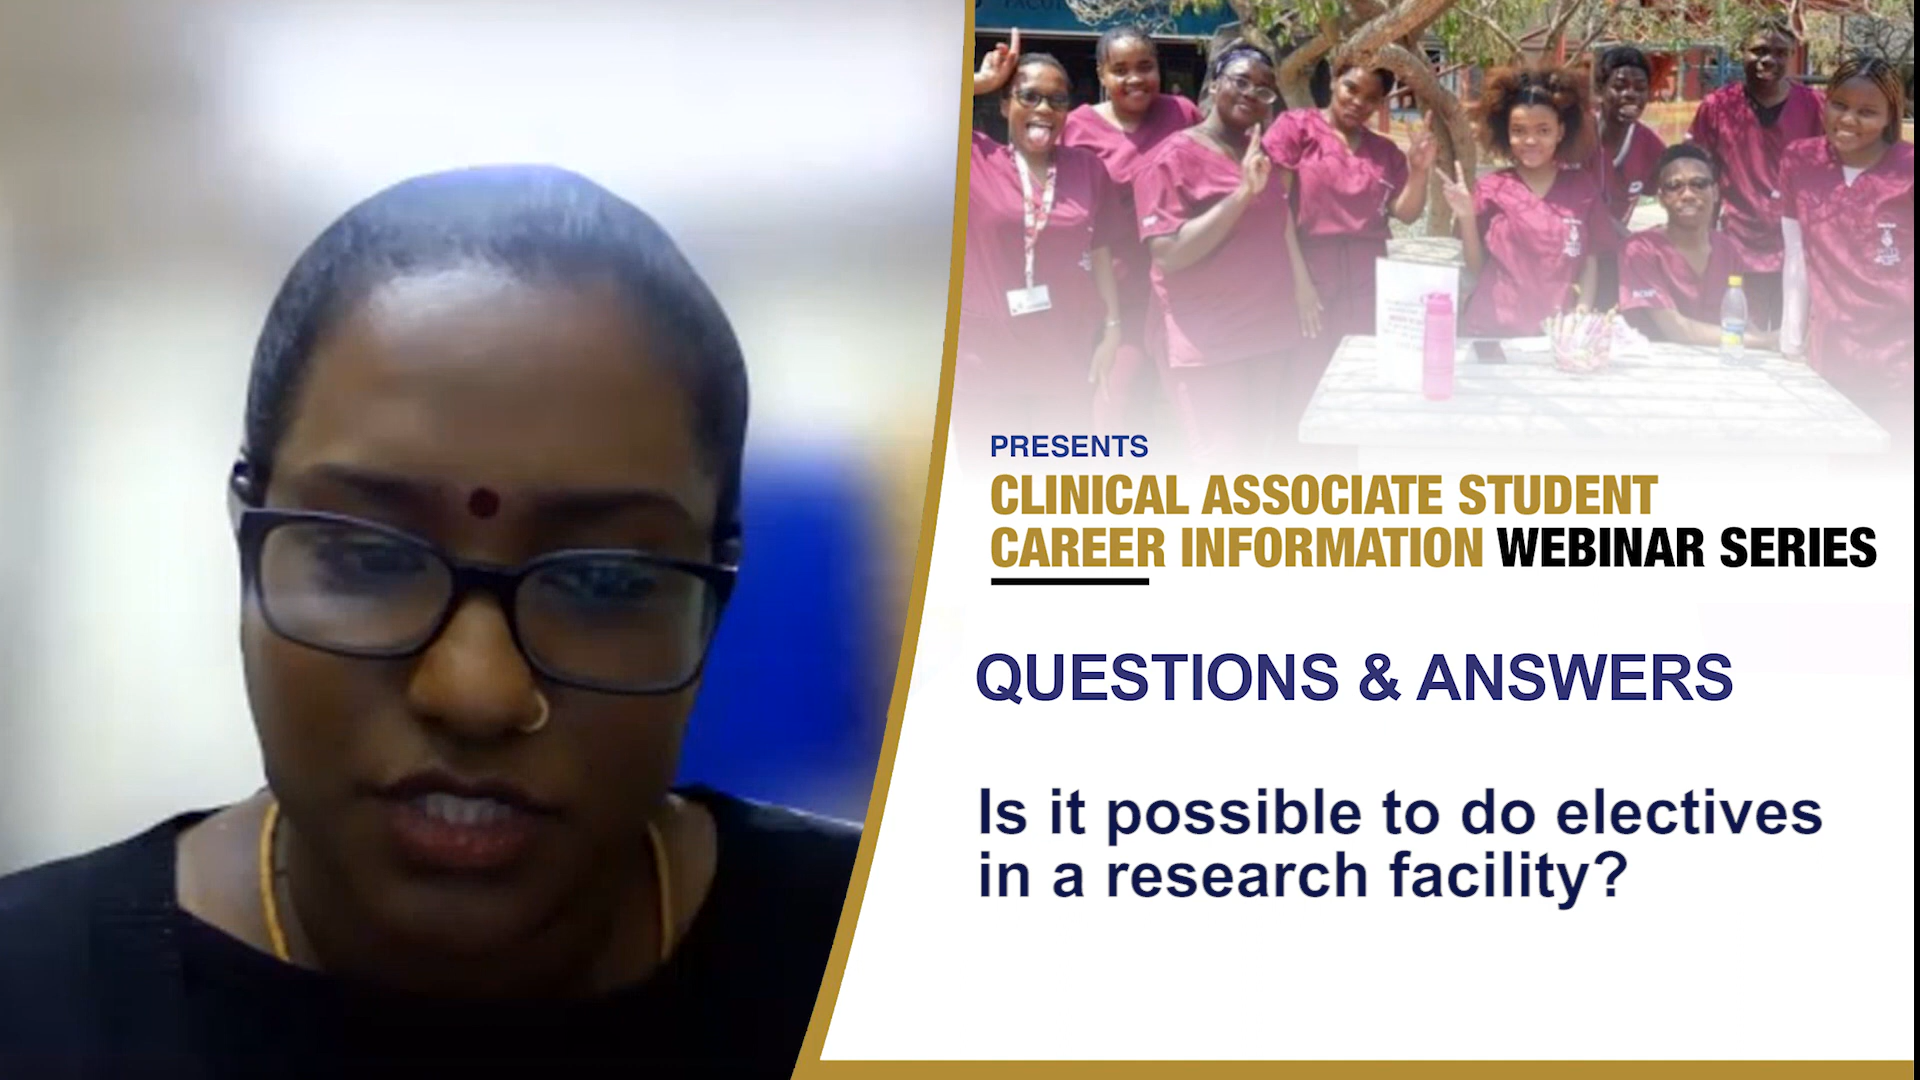 PRESENTS
CLINICAL ASSOCIATE STUDENT
CAREER INFORMATION WEBINAR SERIES
QUESTIONS & ANSWERS
Is it possible to do electives
in a research facility?